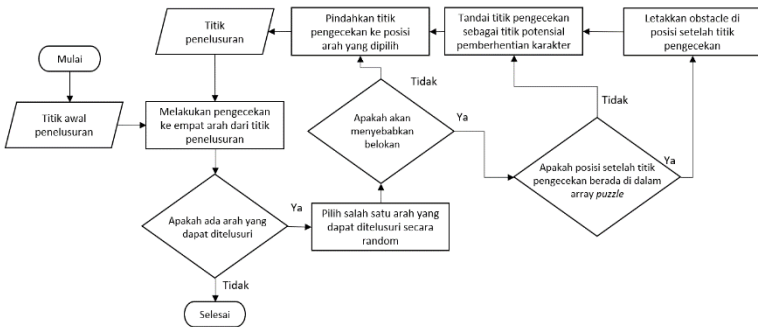 Mulai
Titik awal
penelusuran
Titik
penelusuran
Melakukan pengecekan
ke empat arah dari titik
penelusuran
Apakah ada arah yang
dapat ditelusuri
Ya
Tidak
Selesai
Pilih salah satu arah yang
dapat ditelusuri secara
random
Apakah akan
menyebabkan
belokan
Tidak
Ya
Pindahkan titik
pengecekan ke posisi
arah yang dipilih
Apakah posisi setelah titik
pengecekan berada di dalam
array puzzle
Tidak
Ya
Tandai titik pengecekan
sebagai titik potensial
pemberhentian karakter
Letakkan obstacle di
posisi setelah titik
pengecekan